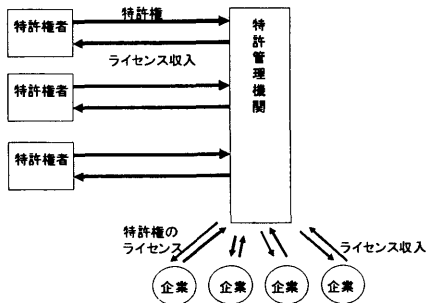 特許権
特許権者
ライセンス収入
特許権者
特許権者
特許管理機関
特許権の
ライセンス
ライセンス収入
企業
企業
企業
企業